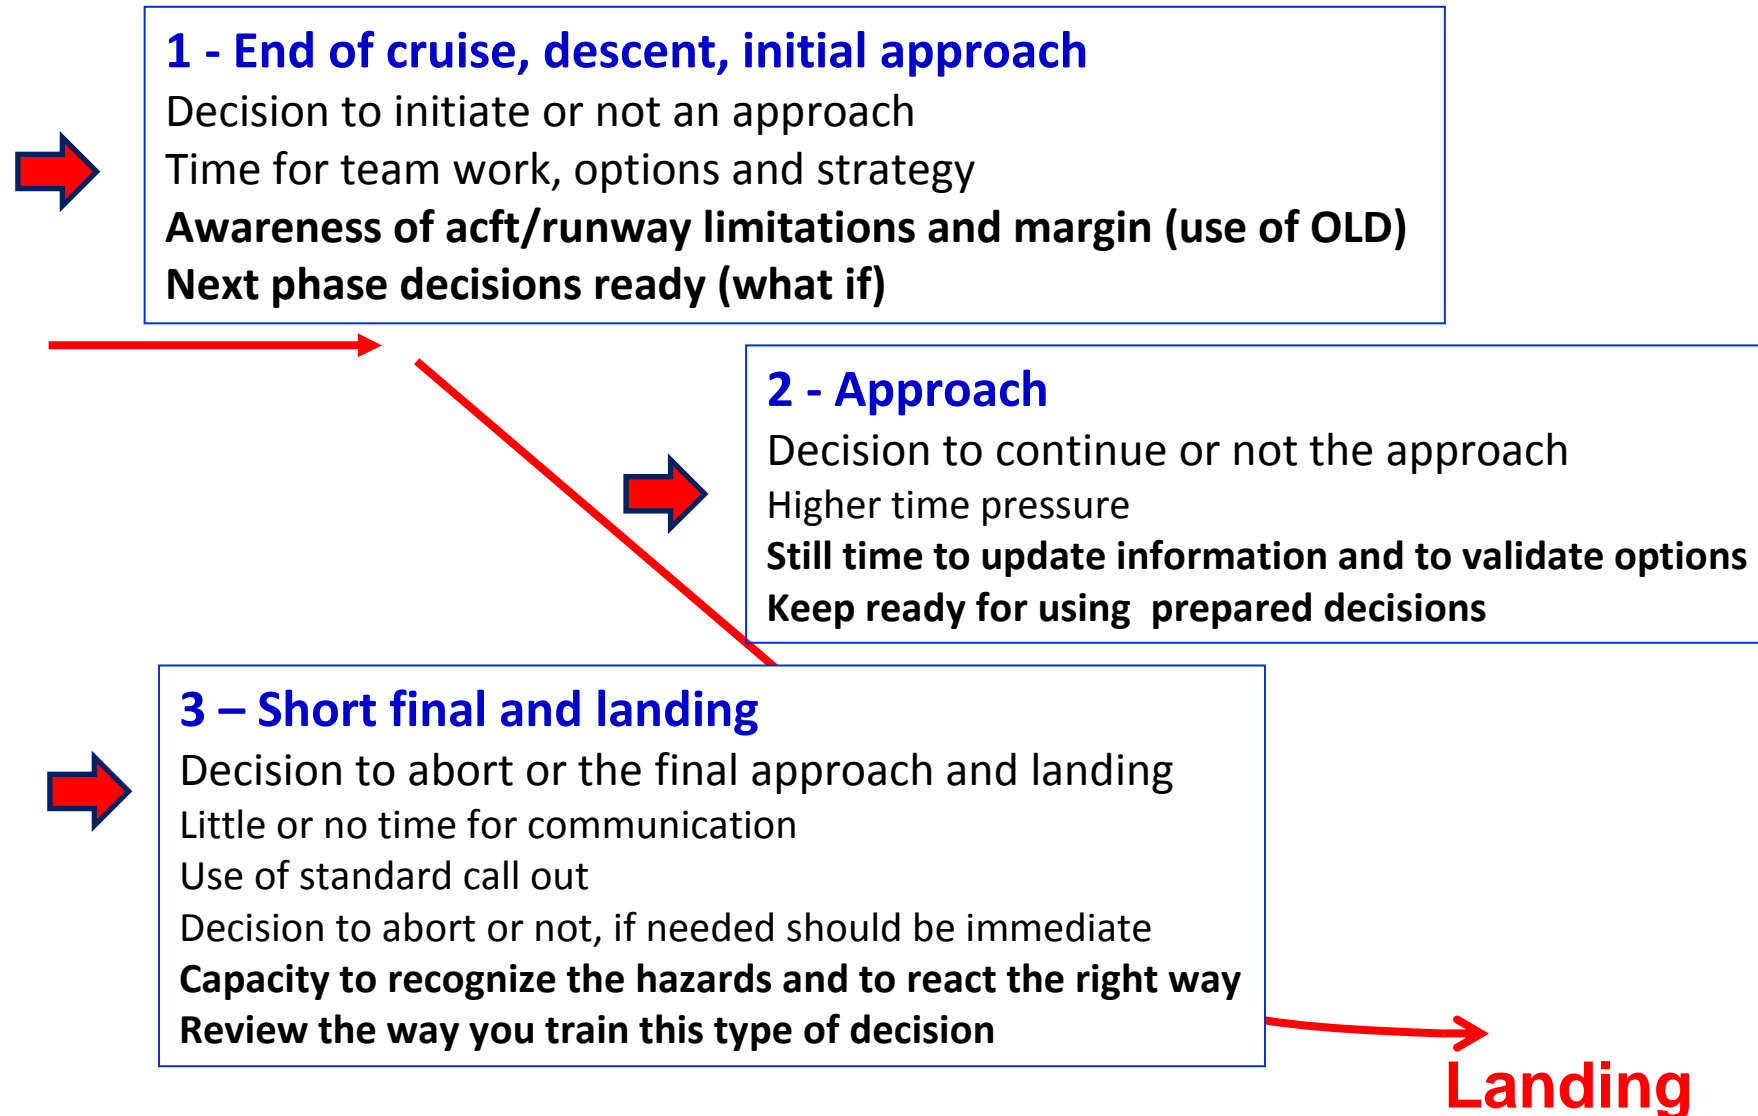 1 - End of cruise, descent, initial approach
Decision to initiate or not an approach
Time for team work, options and strategy
Awareness of acft/runway limitations and margin (use of OLD)
Next phase decisions ready (what if)
2 - Approach
Decision to continue or not the approach
Higher time pressure
Still time to update information and to validate options
Keep ready for using  prepared decisions
3 – Short final and landing
Decision to abort or the final approach and landing
Little or no time for communication
Use of standard call out
Decision to abort or not, if needed should be immediate
Capacity to recognize the hazards and to react the right way
Review the way you train this type of decision
Landing